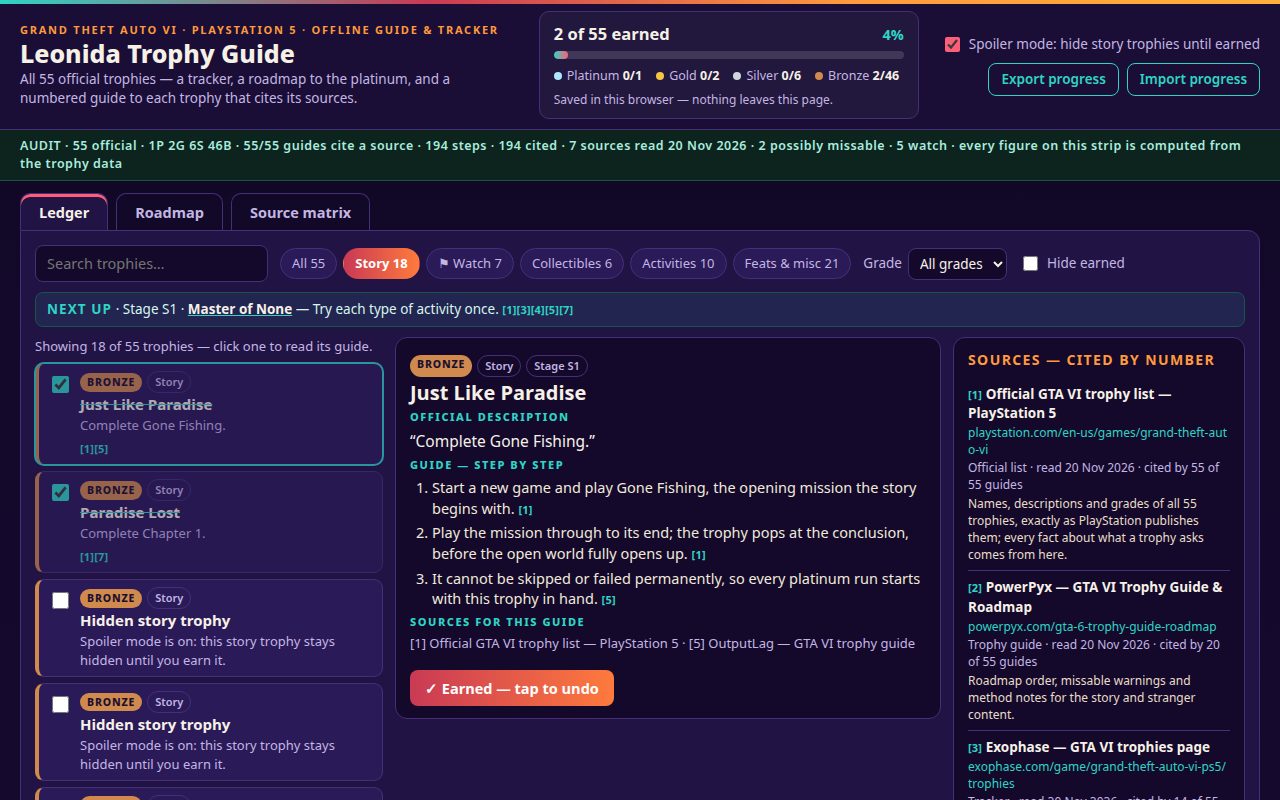 GRAND THEFT AUTO VI · PLAYSTATION 5 · OFFLINE GUIDE & TRACKER
Leonida Trophy Guide
All 55 official trophies — a tracker, a roadmap to the platinum, and a
numbered guide to each trophy that cites its sources.
2 of 55 earned
4%
Platinum 0/1
Gold 0/2
Silver 0/6
Bronze 2/46
Saved in this browser — nothing leaves this page.
Spoiler mode: hide story trophies until earned
Export progress
Import progress
AUDIT · 55 official · 1P 2G 6S 46B · 55/55 guides cite a source · 194 steps · 194 cited · 7 sources read 20 Nov 2026 · 2 possibly missable · 5 watch · every figure on this strip is computed from
the trophy data
Ledger
Roadmap
Source matrix
Search trophies...
All 55
Story 18
⚑ Watch 7
Collectibles 6
Activities 10
Feats & misc 21
Grade
All grades
Hide earned
NEXT UP · Stage S1 · Master of None — Try each type of activity once. [1][3][4][5][7]
Showing 18 of 55 trophies — click one to read its guide.
BRONZE
Story
Just Like Paradise
Complete Gone Fishing.
[1][5]
BRONZE
Story
Paradise Lost
Complete Chapter 1.
[1][7]
BRONZE
Story
Hidden story trophy
Spoiler mode is on: this story trophy stays
hidden until you earn it.
BRONZE
Story
Hidden story trophy
Spoiler mode is on: this story trophy stays
hidden until you earn it.
BRONZE
Story
Stage S1
Just Like Paradise
OFFICIAL DESCRIPTION
“Complete Gone Fishing.”
GUIDE — STEP BY STEP
1. Start a new game and play Gone Fishing, the opening mission the story
begins with. [1]
2. Play the mission through to its end; the trophy pops at the conclusion,
before the open world fully opens up. [1]
3. It cannot be skipped or failed permanently, so every platinum run starts
with this trophy in hand. [5]
SOURCES FOR THIS GUIDE
[1] Official GTA VI trophy list — PlayStation 5 · [5] OutputLag — GTA VI trophy guide
✓ Earned — tap to undo
SOURCES — CITED BY NUMBER
[1] Official GTA VI trophy list —
PlayStation 5
playstation.com/en-us/games/grand-theft-aut
o-vi
Official list · read 20 Nov 2026 · cited by 55 of
55 guides
Names, descriptions and grades of all 55
trophies, exactly as PlayStation publishes
them; every fact about what a trophy asks
comes from here.
[2] PowerPyx — GTA VI Trophy Guide &
Roadmap
powerpyx.com/gta-6-trophy-guide-roadmap
Trophy guide · read 20 Nov 2026 · cited by 20
of 55 guides
Roadmap order, missable warnings and
method notes for the story and stranger
content.
[3] Exophase — GTA VI trophies page
exophase.com/game/grand-theft-auto-vi-ps5/
trophies